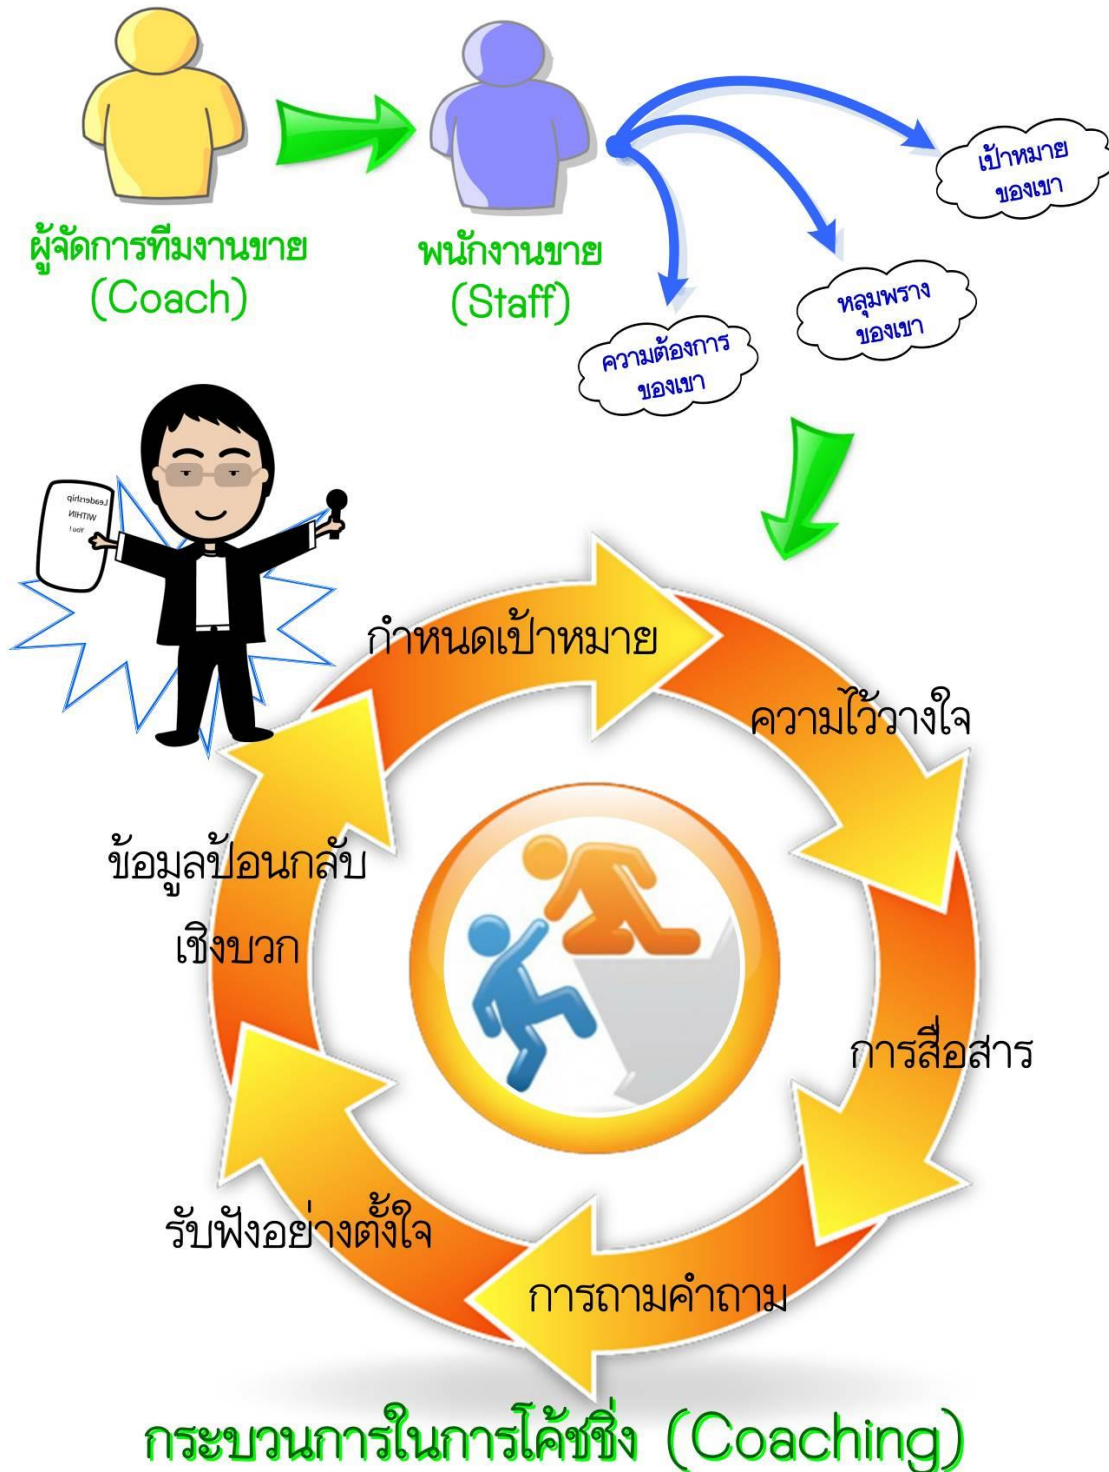 ผู้จัดการทีมงานขาย
(Coach)
พนักงานขาย
(Staff)
เป้าหมาย
ของเขา
หลุมพราง
ของเขา
ความต้องการ
ของเขา
Leadership
WITHIN
You!
กำหนดเป้าหมาย
ความไว้วางใจ
การสื่อสาร
การถามคำถาม
รับฟังอย่างตั้งใจ
ข้อมูลป้อนกลับ
เชิงบวก
กระบวนการในการโค้ชชิ่ง (Coaching)